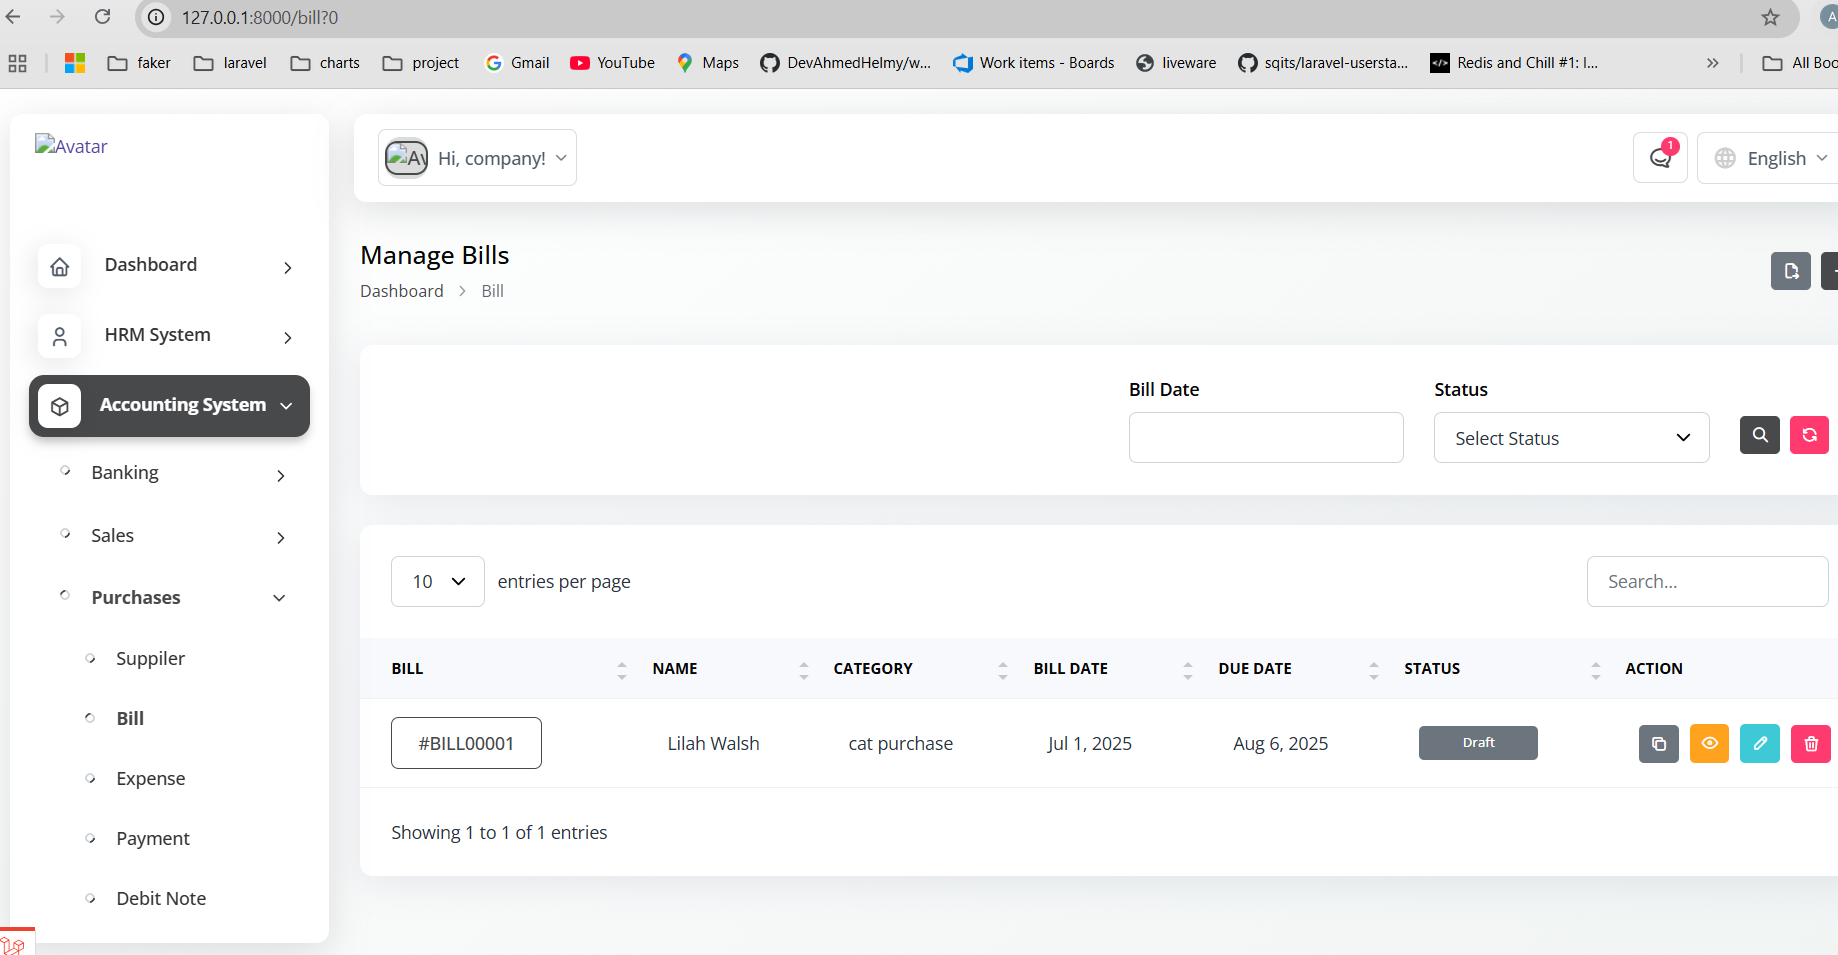 127.0.0.1:8000/bill?0
A
faker
laravel
charts
project
Gmail
YouTube
Maps
DevAhmedHelmy/w...
Work items - Boards
liveware
sqits/laravel-usersta...
Redis and Chill #1: I...
All Boo
Avatar
Hi, company!
1
English
Dashboard
HRM System
Accounting System
Banking
Sales
Purchases
Suppiler
Bill
Expense
Payment
Debit Note
Manage Bills
Dashboard > Bill
Bill Date
Status
Select Status
10 entries per page
Search...
BILL NAME CATEGORY BILL DATE DUE DATE STATUS ACTION
#BILL00001 Lilah Walsh cat purchase Jul 1, 2025 Aug 6, 2025 Draft
Showing 1 to 1 of 1 entries